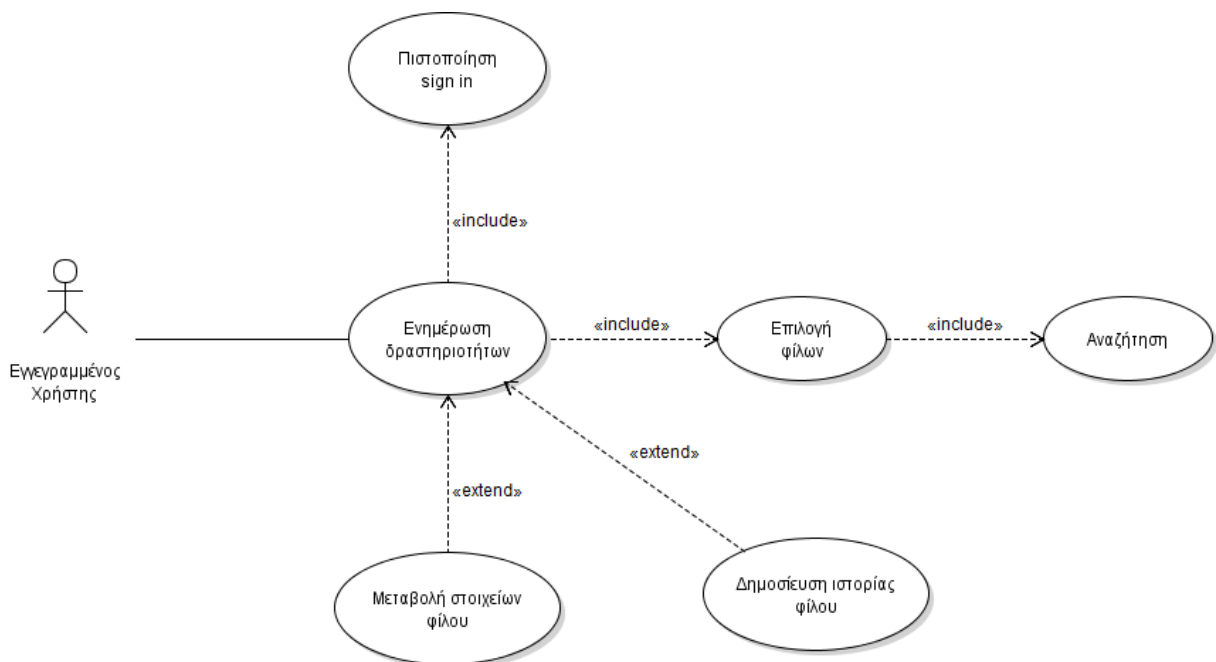 Πιστοποίηση
sign in
«include»
Εγγεγραμμένος
Χρήστης
Ενημέρωση
δραστηριοτήτων
«include»
Επιλογή
φίλων
«include»
Αναζήτηση
«extend»
«extend»
Μεταβολή στοιχείων
φίλου
Δημοσίευση ιστορίας
φίλου